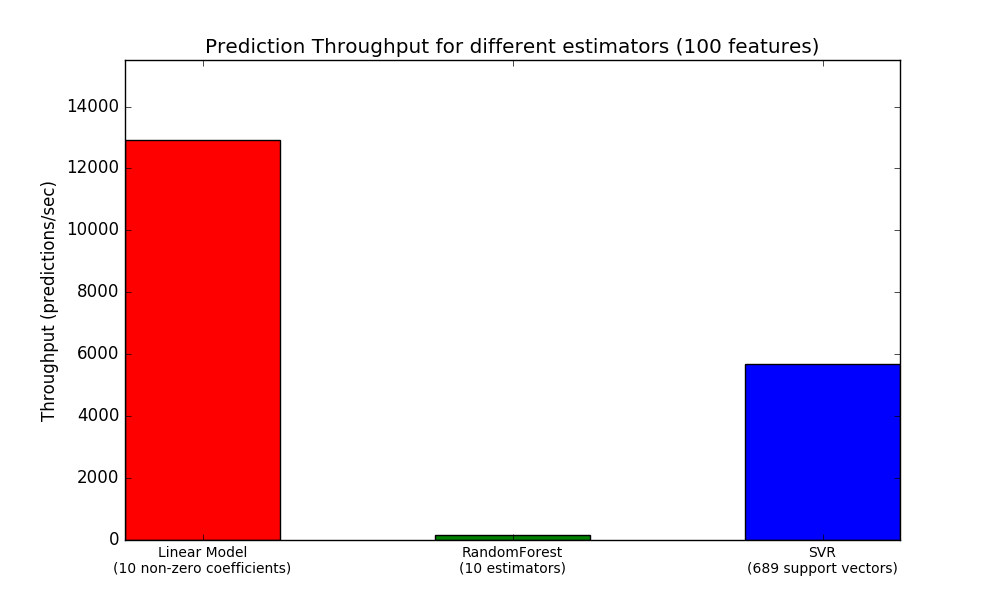 Prediction Throughput for different estimators (100 features)
Throughput (predictions/sec)
14000
12000
10000
8000
6000
4000
2000
0
Linear Model
(10 non-zero coefficients)
RandomForest
(10 estimators)
SVR
(689 support vectors)